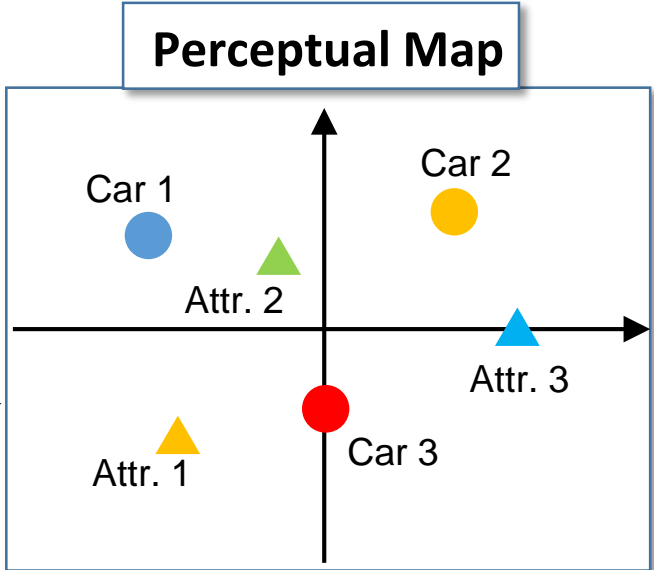 Perceptual Map
Car 2
Car 1
Attr. 2
Attr. 3
Car 3
Attr. 1